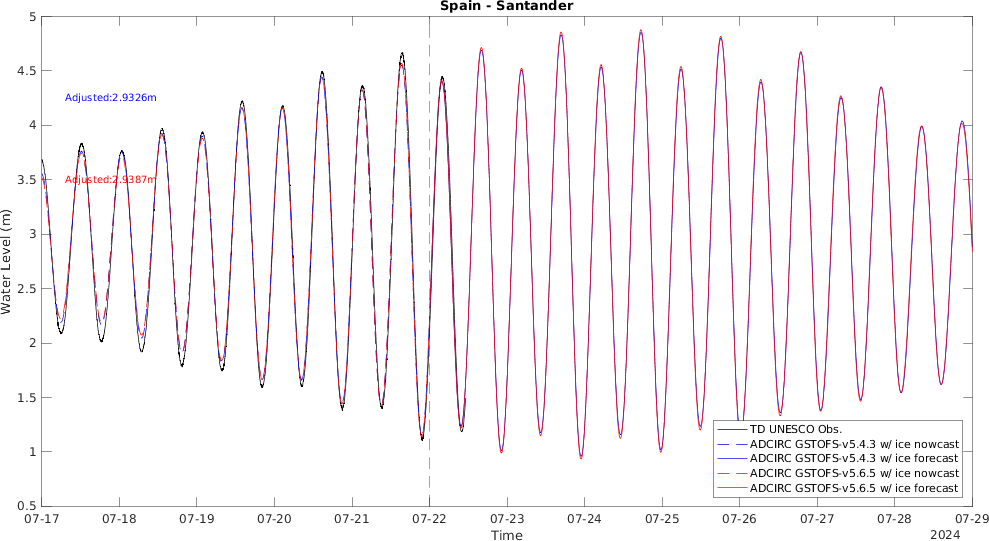 Spain - Santander
5
4.5
4
3.5
3
2.5
2
1.5
1
0.5
Water Level (m)
Adjusted:2.9326m
Adjusted:2.9387m
TD UNESCO Obs.
ADCIRC GSTOFS-v5.4.3 w/ ice nowcast
ADCIRC GSTOFS-v5.4.3 w/ ice forecast
ADCIRC GSTOFS-v5.6.5 w/ ice nowcast
ADCIRC GSTOFS-v5.6.5 w/ ice forecast
07-17 07-18 07-19 07-20 07-21 07-22 07-23 07-24 07-25 07-26 07-27 07-28 07-29
Time
2024